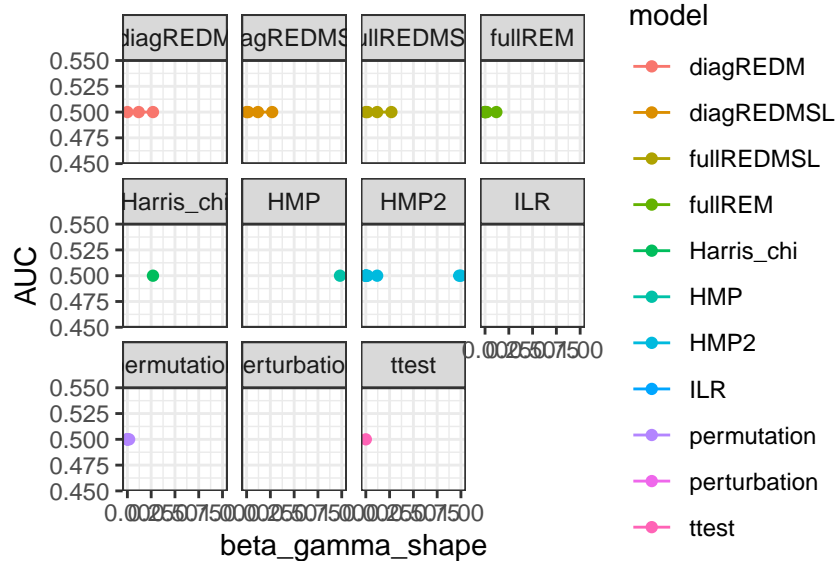 model
diagREDM agREDMS ullREDMS fullREM
0.550
0.525
0.500
0.475
0.450
Harris_chi HMP HMP2 ILR
0.550
0.525
0.500
0.475
0.450
ermutation erturbation ttest
0.550
0.525
0.500
0.475
0.450
AUC
beta_gamma_shape
diagREDM
diagREDMSL
fullREDMSL
fullREM
Harris_chi
HMP
HMP2
ILR
permutation
perturbation
ttest